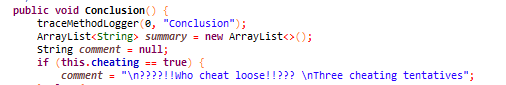 public void Conclusion() {
traceMethodLogger(0, "Conclusion");
ArrayList<String> summary = new ArrayList<>();
String comment = null;
if (this.cheating == true) {
comment = "\n????!!Who cheat loose!!??? \nThree cheating tentatives";